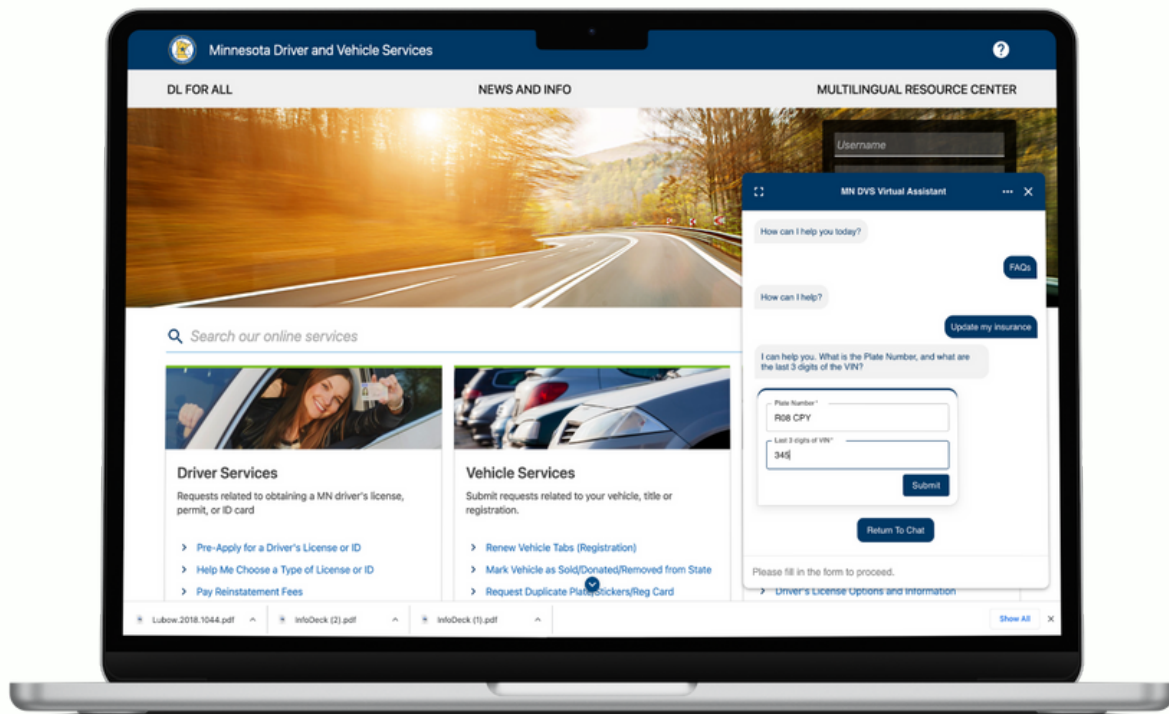 Minnesota Driver and Vehicle Services
?
DL FOR ALL
NEWS AND INFO
MULTILINGUAL RESOURCE CENTER
Username
MN DVS Virtual Assistant
How can I help you today?
FAQs
How can I help?
Update my insurance
I can help you. What is the Plate Number, and what are
the last 3 digits of the VIN?
Plate Number*
R08 CPY
Last 3 digits of VIN*
345
Submit
Return To Chat
Please fill in the form to proceed.
Search our online services
Driver Services
Requests related to obtaining a MN driver's license,
permit, or ID card
> Pre-Apply for a Driver's License or ID
> Help Me Choose a Type of License or ID
> Pay Reinstatement Fees
Vehicle Services
Submit requests related to your vehicle, title or
registration.
> Renew Vehicle Tabs (Registration)
> Mark Vehicle as Sold/Donated/Removed from State
> Request Duplicate Plate/Stickers/Reg Card
> Driver's License Options and Information
Lubow.2018.1044.pdf
InfoDeck (2).pdf
InfoDeck (1).pdf
Show All